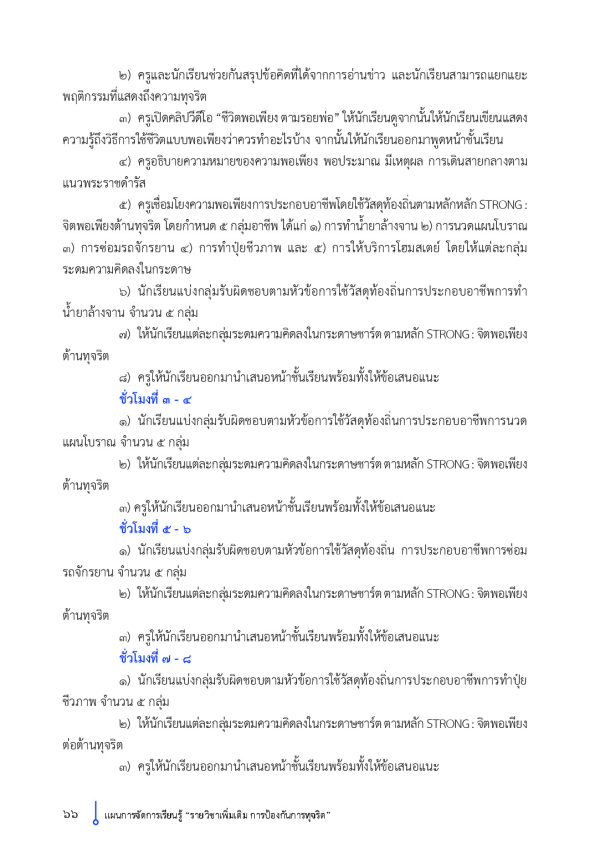 ๒) ครูและนักเรียนช่วยกันสรุปข้อคิดที่ได้จากการอ่านข่าว และนักเรียนสามารถแยกแยะ
พฤติกรรมที่แสดงถึงความทุจริต
๓) ครูเปิดคลิปวีดีโอ “ชีวิตพอเพียง ตามรอยพ่อ” ให้นักเรียนดูจากนั้นให้นักเรียนเขียนแสดง
ความรู้ถึงวิธีการใช้ชีวิตแบบพอเพียงว่าควรทำอะไรบ้าง จากนั้นให้นักเรียนออกมาพูดหน้าชั้นเรียน
๔) ครูอธิบายความหมายของความพอเพียง พอประมาณ มีเหตุผล การเดินสายกลางตาม
แนวพระราชดำรัส
๕) ครูเชื่อมโยงความพอเพียงการประกอบอาชีพโดยใช้วัสดุท้องถิ่นตามหลักหลัก STRONG :
จิตพอเพียงต้านทุจริต โดยกำหนด ๕ กลุ่มอาชีพ ได้แก่ ๑) การทำน้ำยาล้างจาน ๒) การนวดแผนโบราณ
๓) การซ่อมรถจักรยาน ๔) การทำปุ๋ยชีวภาพ และ ๕) การให้บริการโฮมสเตย์ โดยให้แต่ละกลุ่ม
ระดมความคิดลงในกระดาษ
๖) นักเรียนแบ่งกลุ่มรับผิดชอบตามหัวข้อการใช้วัสดุท้องถิ่นการประกอบอาชีพการทำ
น้ำยาล้างจาน จำนวน ๕ กลุ่ม
๗) ให้นักเรียนแต่ละกลุ่มระดมความคิดลงในกระดาษชาร์ต ตามหลัก STRONG : จิตพอเพียง
ต้านทุจริต
๘) ครูให้นักเรียนออกมานำเสนอหน้าชั้นเรียนพร้อมทั้งให้ข้อเสนอแนะ
ชั่วโมงที่ ๓ - ๔
๑) นักเรียนแบ่งกลุ่มรับผิดชอบตามหัวข้อการใช้วัสดุท้องถิ่นการประกอบอาชีพการนวด
แผนโบราณ จำนวน ๕ กลุ่ม
๒) ให้นักเรียนแต่ละกลุ่มระดมความคิดลงในกระดาษชาร์ต ตามหลัก STRONG : จิตพอเพียง
ต้านทุจริต
๓) ครูให้นักเรียนออกมานำเสนอหน้าชั้นเรียนพร้อมทั้งให้ข้อเสนอแนะ
ชั่วโมงที่ ๕ - ๖
๑) นักเรียนแบ่งกลุ่มรับผิดชอบตามหัวข้อการใช้วัสดุท้องถิ่น การประกอบอาชีพการซ่อม
รถจักรยาน จำนวน ๕ กลุ่ม
๒) ให้นักเรียนแต่ละกลุ่มระดมความคิดลงในกระดาษชาร์ต ตามหลัก STRONG : จิตพอเพียง
ต้านทุจริต
๓) ครูให้นักเรียนออกมานำเสนอหน้าชั้นเรียนพร้อมทั้งให้ข้อเสนอแนะ
ชั่วโมงที่ ๗ - ๘
๑) นักเรียนแบ่งกลุ่มรับผิดชอบตามหัวข้อการใช้วัสดุท้องถิ่นการประกอบอาชีพการทำปุ๋ย
ชีวภาพ จำนวน ๕ กลุ่ม
๒) ให้นักเรียนแต่ละกลุ่มระดมความคิดลงในกระดาษชาร์ต ตามหลัก STRONG : จิตพอเพียง
ต่อต้านทุจริต
๓) ครูให้นักเรียนออกมานำเสนอหน้าชั้นเรียนพร้อมทั้งให้ข้อเสนอแนะ
๖๖ แผนการจัดการเรียนรู้ “รายวิชาเพิ่มเติม การป้องกันการทุจริต”